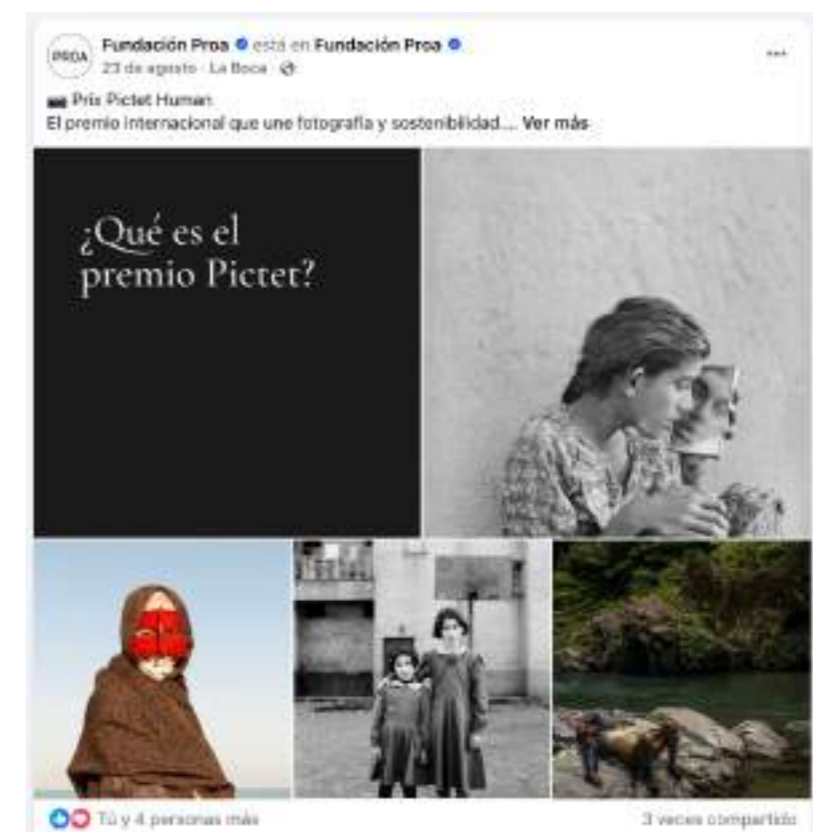 PROA
Fundación Proa está en Fundación Proa
23 de agosto · La Boca ·
Prix Pictet Human
El premio internacional que une fotografía y sostenibilidad.... Ver más
¿Qué es el
premio Pictet?
Tú y 4 personas más
3 veces compartido